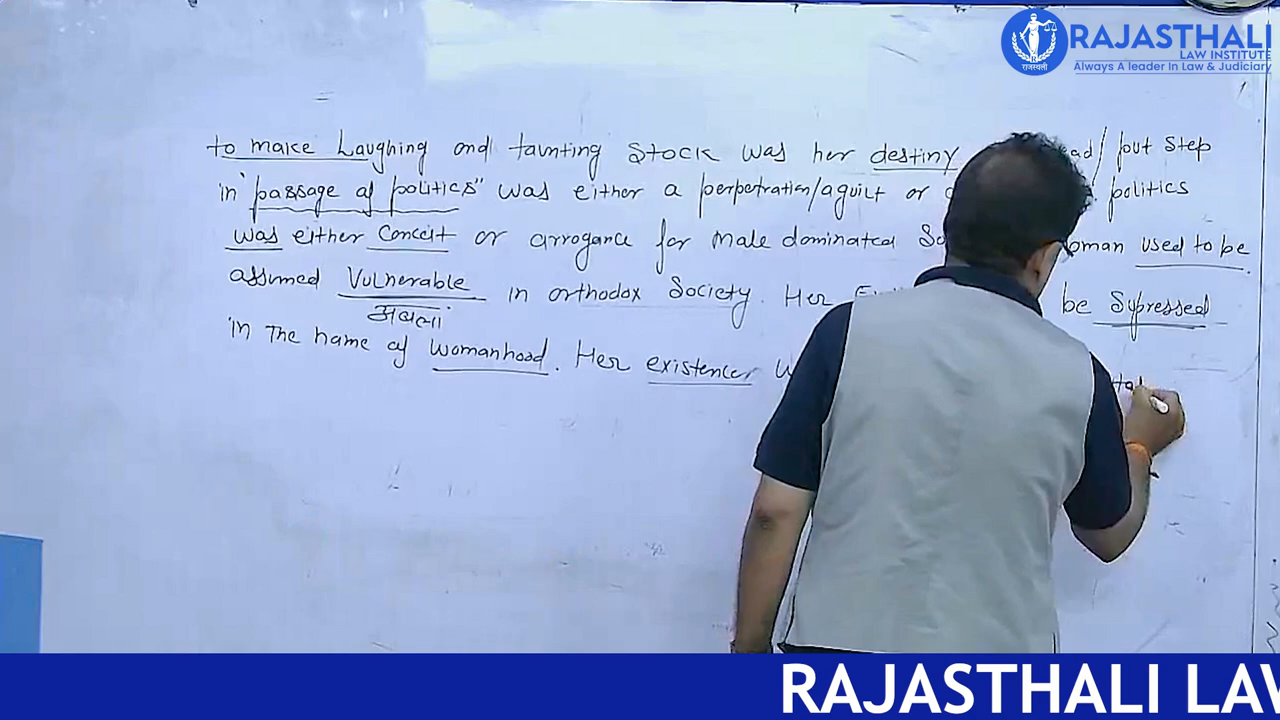 RAJASTHALI
LAW INSTITUTE
Always A leader In Law & Judiciary
राजस्थली
to make Laughing and taunting Stock was her destiny / put step
in "passage of politics" was either a perpetration/a guilt or politics
was either conceit or arrogance for male dominated used to be
assumed Vulnerable in orthodox Society. Her be Supressed
अबला
in the name of womanhood. Her existence
RAJASTHALI LAW